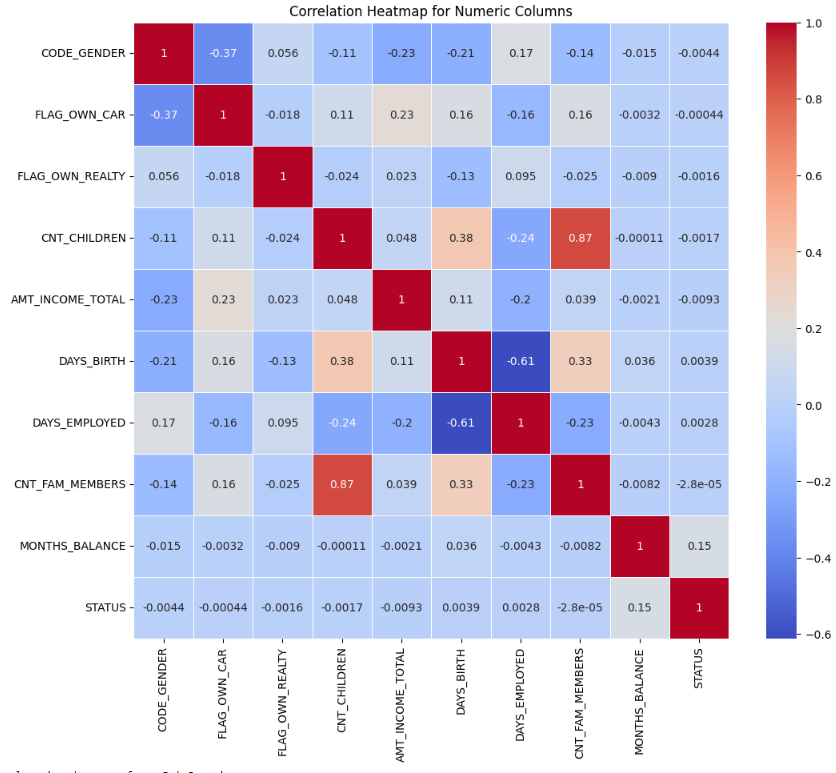 Correlation Heatmap for Numeric Columns
CODE_GENDER 1 -0.37 0.056 -0.11 -0.23 -0.21 0.17 -0.14 -0.015 -0.0044
FLAG_OWN_CAR -0.37 1 -0.018 0.11 0.23 0.16 -0.16 0.16 -0.0032 -0.00044
FLAG_OWN_REALTY 0.056 -0.018 1 -0.024 0.023 -0.13 0.095 -0.025 -0.009 -0.0016
CNT_CHILDREN -0.11 0.11 -0.024 1 0.048 0.38 -0.24 0.87 -0.00011 -0.0017
AMT_INCOME_TOTAL -0.23 0.23 0.023 0.048 1 0.11 -0.2 0.039 -0.0021 -0.0093
DAYS_BIRTH -0.21 0.16 -0.13 0.38 0.11 1 -0.61 0.33 0.036 0.0039
DAYS_EMPLOYED 0.17 -0.16 0.095 -0.24 -0.2 -0.61 1 -0.23 -0.0043 0.0028
CNT_FAM_MEMBERS -0.14 0.16 -0.025 0.87 0.039 0.33 -0.23 1 -0.0082 -2.8e-05
MONTHS_BALANCE -0.015 -0.0032 -0.009 -0.00011 -0.0021 0.036 -0.0043 -0.0082 1 0.15
STATUS -0.0044 -0.00044 -0.0016 -0.0017 -0.0093 0.0039 0.0028 -2.8e-05 0.15 1
CODE_GENDER
FLAG_OWN_CAR
FLAG_OWN_REALTY
CNT_CHILDREN
AMT_INCOME_TOTAL
DAYS_BIRTH
DAYS_EMPLOYED
CNT_FAM_MEMBERS
MONTHS_BALANCE
STATUS
1.0
0.8
0.6
0.4
0.2
0.0
-0.2
-0.4
-0.6